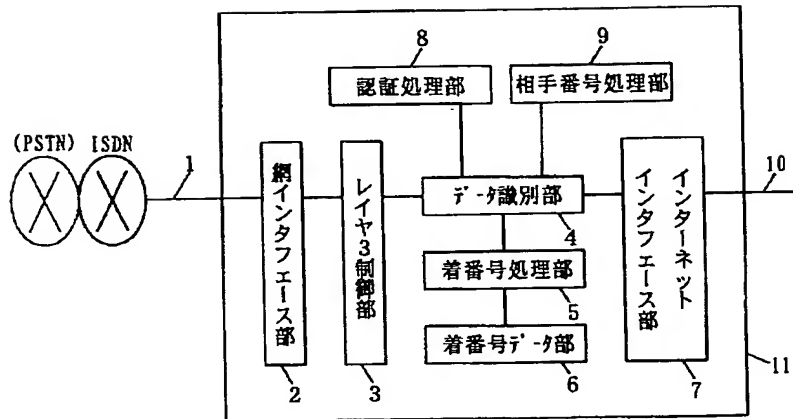 8
9
認証処理部
相手番号処理部
(PSTN) ISDN
1
網インタフェース部
レイヤ3制御部
データ識別部
4
インターネット
インタフェース部
10
着番号処理部
5
着番号データ部
6
2
3
7
11